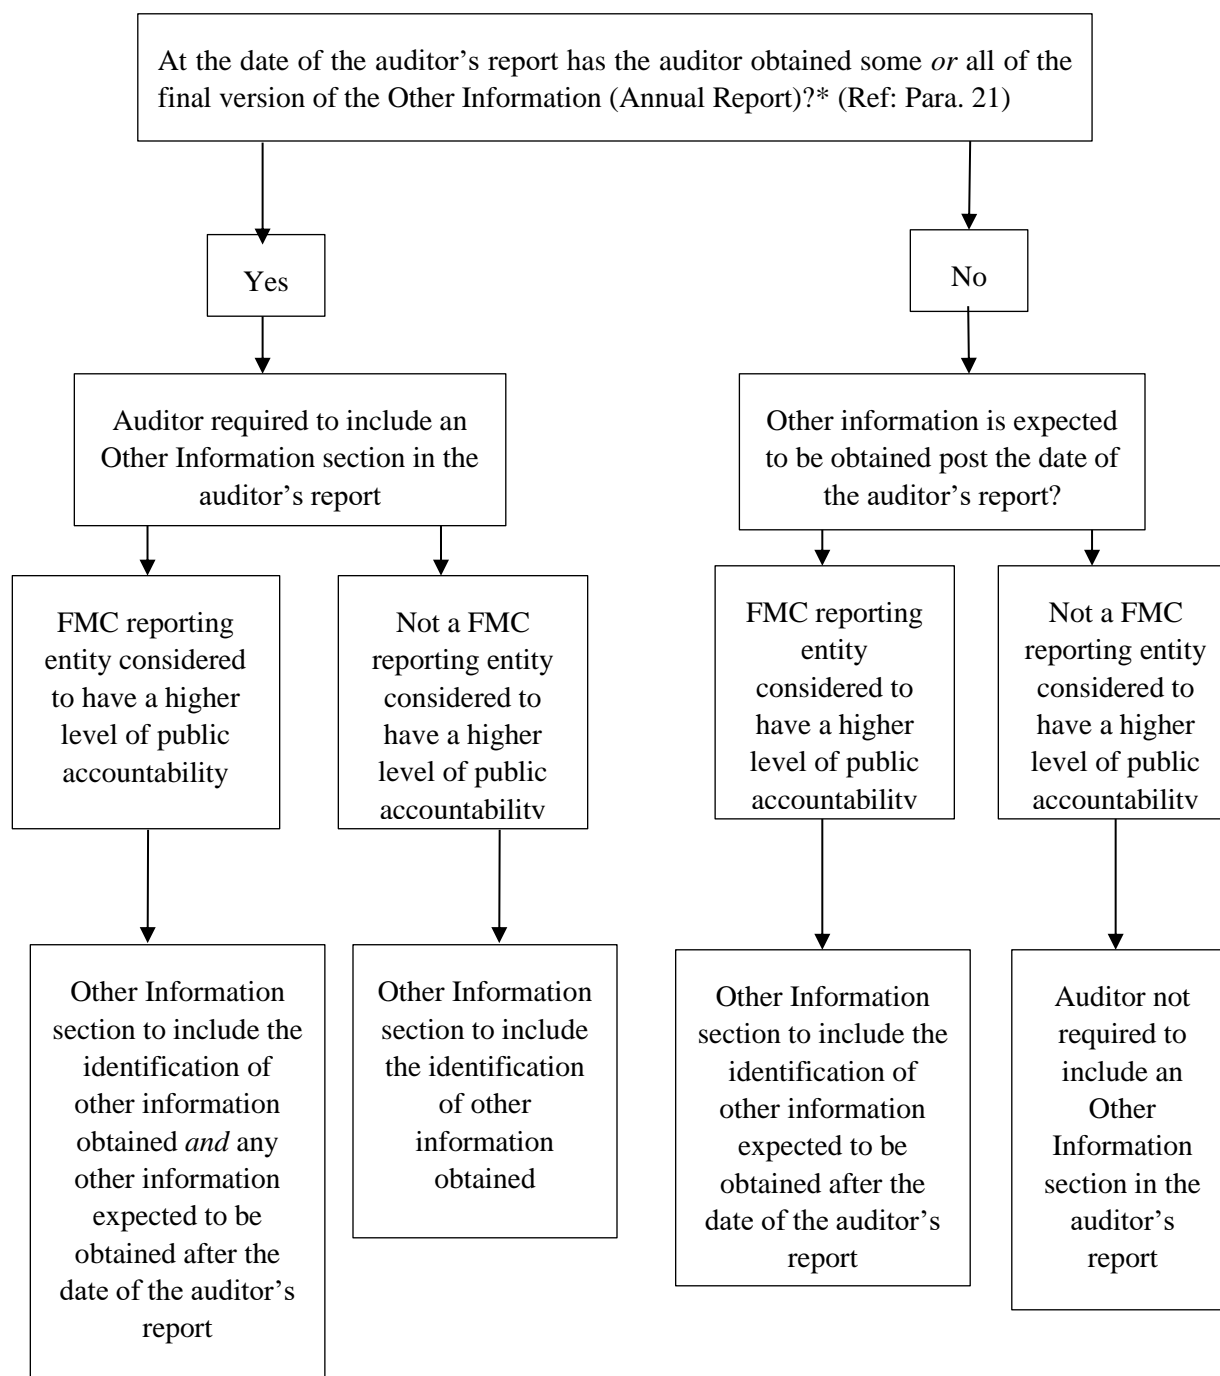 At the date of the auditor’s report has the auditor obtained some or all of the
final version of the Other Information (Annual Report)?* (Ref: Para. 21)
Yes
No
Auditor required to include an
Other Information section in the
auditor’s report
Other information is expected
to be obtained post the date of
the auditor’s report?
FMC reporting
entity considered
to have a higher
level of public
accountability
Not a FMC
reporting entity
considered to
have a higher
level of public
accountability
FMC reporting
entity
considered to
have a higher
level of public
accountability
Not a FMC
reporting entity
considered to
have a higher
level of public
accountability
Other Information
section to include the
identification of
other information
obtained and any
other information
expected to be
obtained after the
date of the auditor’s
report
Other Information
section to include
the identification
of other
information
obtained
Other Information
section to include the
identification of
other information
expected to be
obtained after the
date of the auditor’s
report
Auditor not
required to
include an
Other
Information
section in the
auditor’s
report